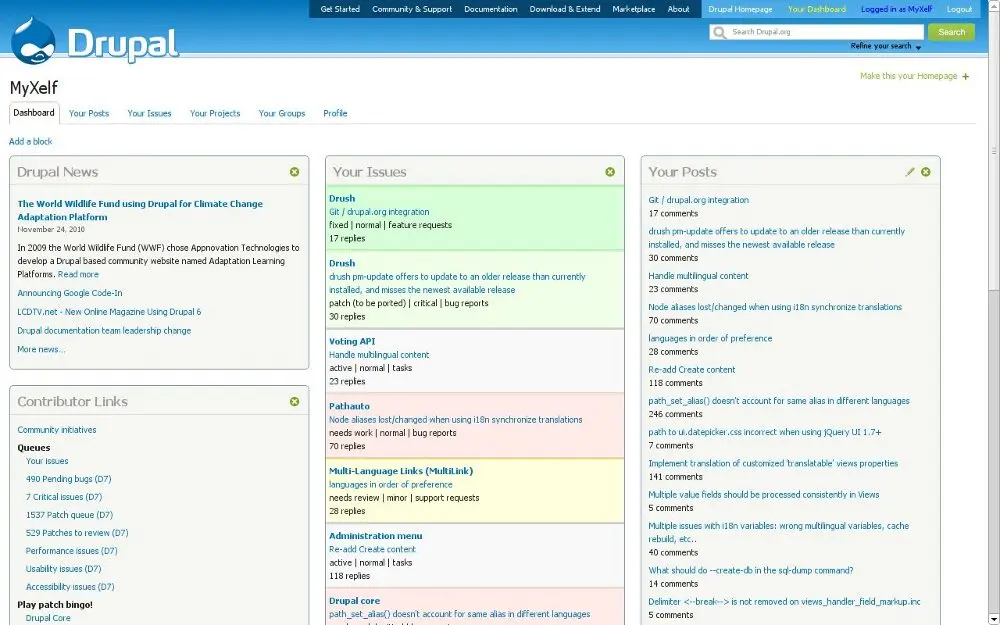 Get Started Community & Support Documentation Download & Extend Marketplace About Drupal Homepage Your Dashboard Logged in as MyXelf Logout
Drupal
Search Drupal.org Search
Refine your search
Make this your Homepage +
MyXelf
Dashboard Your Posts Your Issues Your Projects Your Groups Profile
Add a block
Drupal News
The World Wildlife Fund using Drupal for Climate Change
Adaptation Platform
November 24, 2010
In 2009 the World Wildlife Fund (WWF) chose Appnovation Technologies to
develop a Drupal based community website named Adaptation Learning
Platforms. Read more
Announcing Google Code-In
LCDTV.net - New Online Magazine Using Drupal 6
Drupal documentation team leadership change
More news...
Contributor Links
Community initiatives
Queues
Your issues
490 Pending bugs (D7)
7 Critical issues (D7)
1537 Patch queue (D7)
529 Patches to review (D7)
Performance issues (D7)
Usability issues (D7)
Accessibility issues (D7)
Play patch bingo!
Drupal Core
Your Issues
Drush
Git / drupal.org integration
fixed | normal | feature requests
17 replies
Drush
drush pm-update offers to update to an older release than currently
installed, and misses the newest available release
patch (to be ported) | critical | bug reports
30 replies
Voting API
Handle multilingual content
active | normal | tasks
23 replies
Pathauto
Node aliases lost/changed when using i18n synchronize translations
needs work | normal | bug reports
70 replies
Multi-Language Links (MultiLink)
languages in order of preference
needs review | minor | support requests
28 replies
Administration menu
Re-add Create content
active | normal | tasks
118 replies
Drupal core
path_set_alias() doesn't account for same alias in different languages
Your Posts
Git / drupal.org integration
17 comments
drush pm-update offers to update to an older release than currently
installed, and misses the newest available release
30 comments
Handle multilingual content
23 comments
Node aliases lost/changed when using i18n synchronize translations
70 comments
languages in order of preference
28 comments
Re-add Create content
118 comments
path_set_alias() doesn't account for same alias in different languages
246 comments
path to ui.datepicker.css incorrect when using jQuery UI 1.7+
7 comments
Implement translation of customized 'translatable' views properties
141 comments
Multiple value fields should be processed consistently in Views
5 comments
Multiple issues with i18n variables: wrong multilingual variables, cache
rebuild, etc..
40 comments
What should do --create-db in the sql-dump command?
14 comments
Delimiter <--break--> is not removed on views_handler_field_markup.inc
5 comments